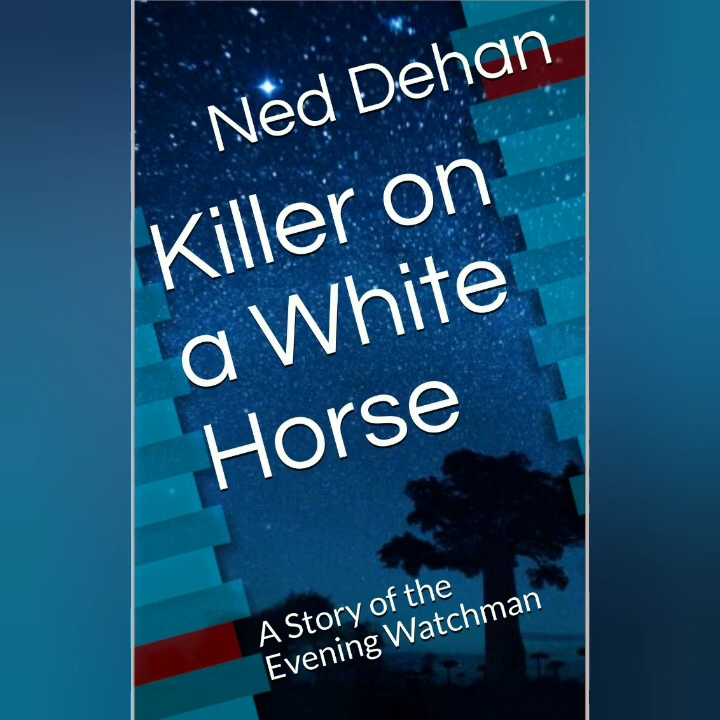 Ned Dehan
Killer on
a White
Horse
A Story of the
Evening Watchman